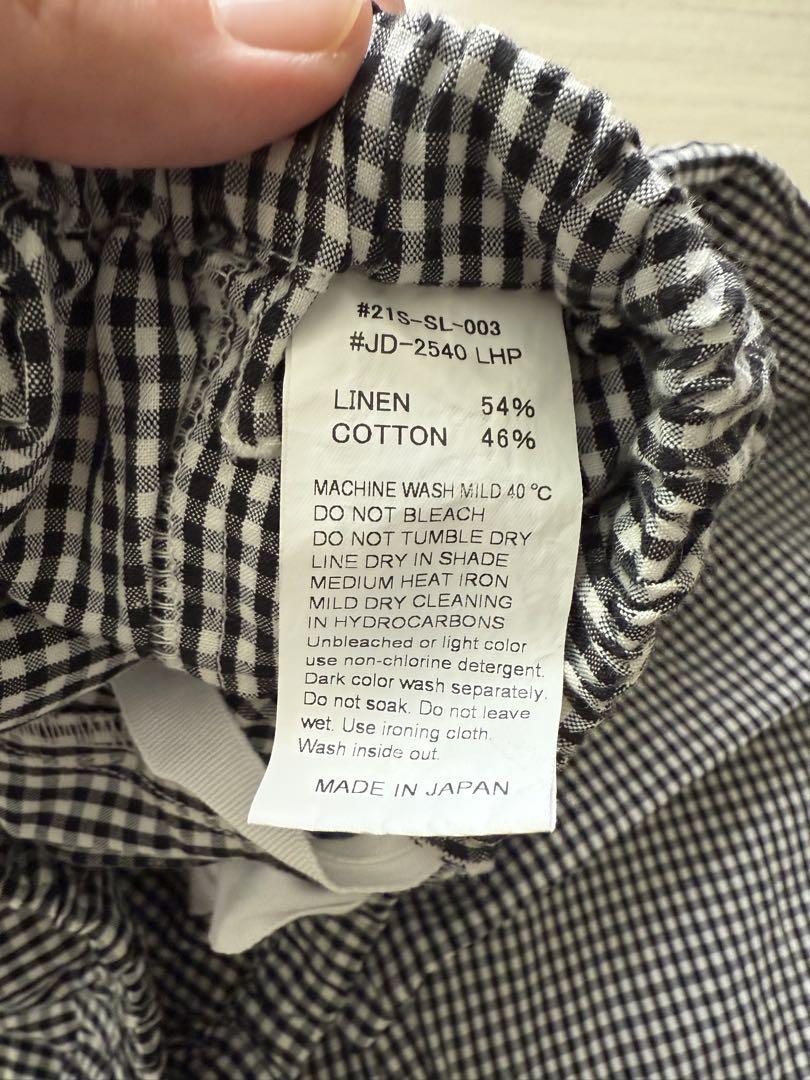 #21S-SL-003
#JD-2540 LHP
LINEN 54%
COTTON 46%
MACHINE WASH MILD 40 °C
DO NOT BLEACH
DO NOT TUMBLE DRY
LINE DRY IN SHADE
MEDIUM HEAT IRON
MILD DRY CLEANING
IN HYDROCARBONS
Unbleached or light color
use non-chlorine detergent.
Dark color wash separately.
Do not soak. Do not leave
wet. Use ironing cloth.
Wash inside out.
MADE IN JAPAN